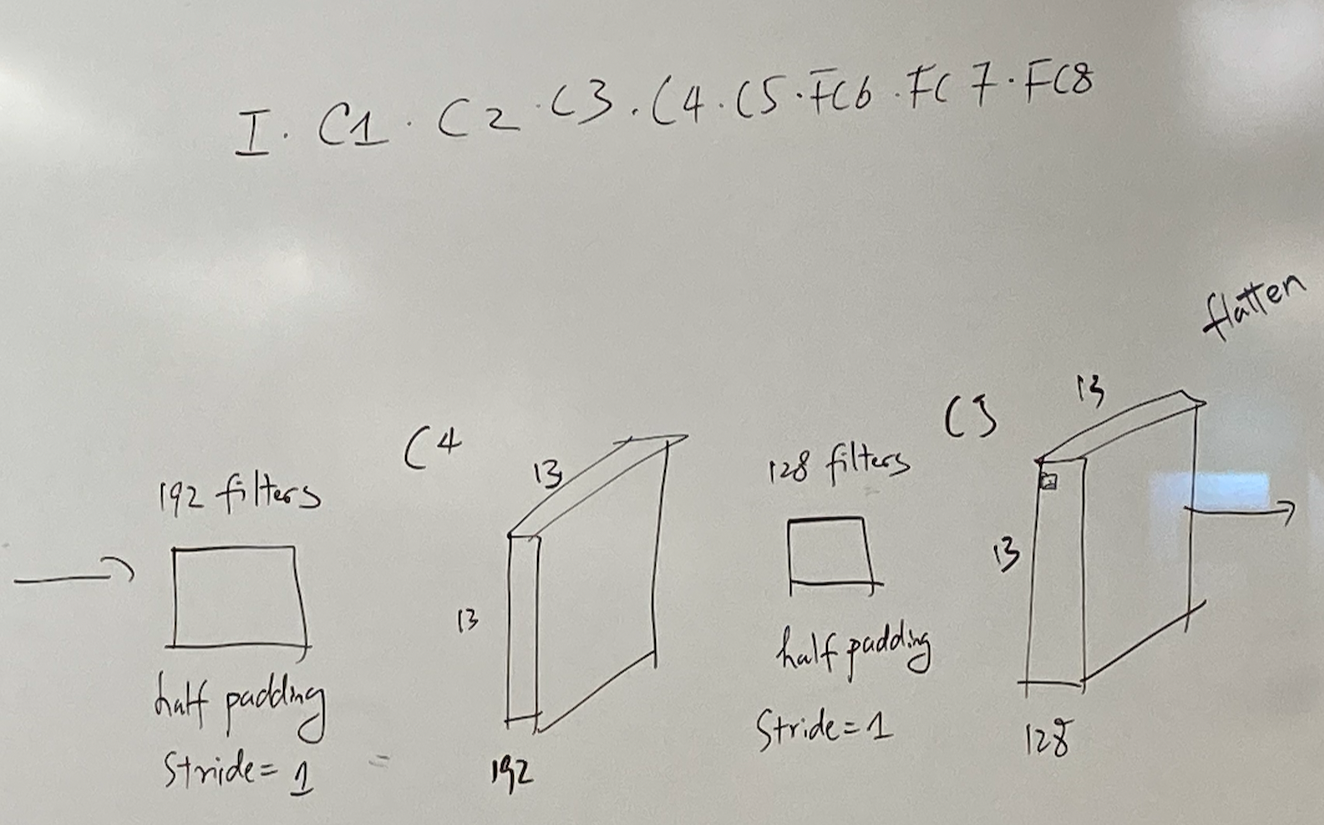 I. C1. C2. C3. C4. C5. FC6. FC7. FC8
flatten
13
C5
C4
13
128 filters
192 filters
13
13
half padding
half padding
Stride = 1
128
Stride = 1
192